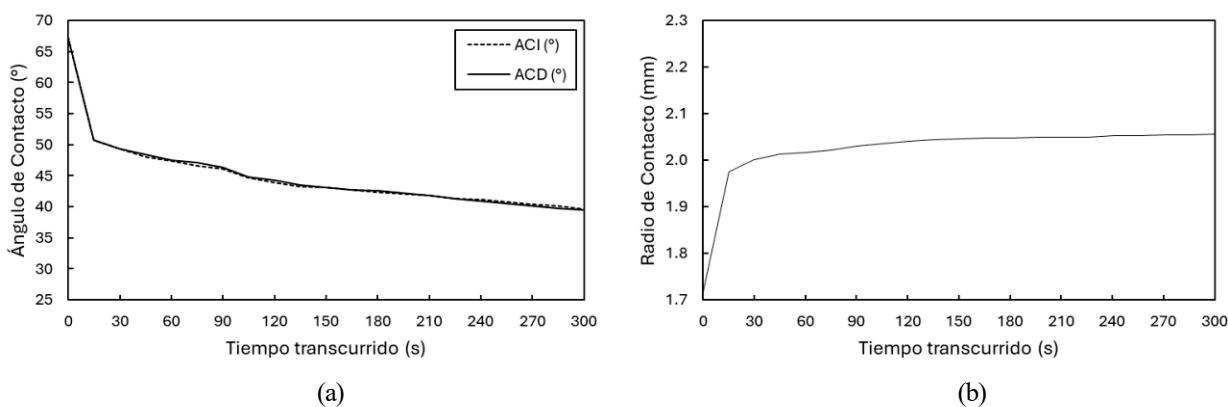 70
65
60
55
50
45
40
35
30
25
Ángulo de Contacto (°)
ACI (°)
ACD (°)
0 30 60 90 120 150 180 210 240 270 300
Tiempo transcurrido (s)
(a)
2.3
2.2
2.1
2.0
1.9
1.8
1.7
Radio de Contacto (mm)
0 30 60 90 120 150 180 210 240 270 300
Tiempo transcurrido (s)
(b)